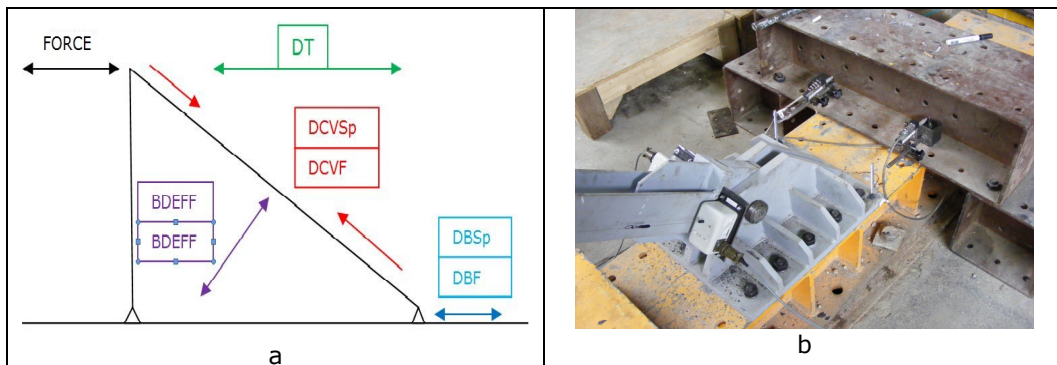 FORCE
DT
DCVSp
DCVF
BDEFF
BDEFF
DBSp
DBF
a
b